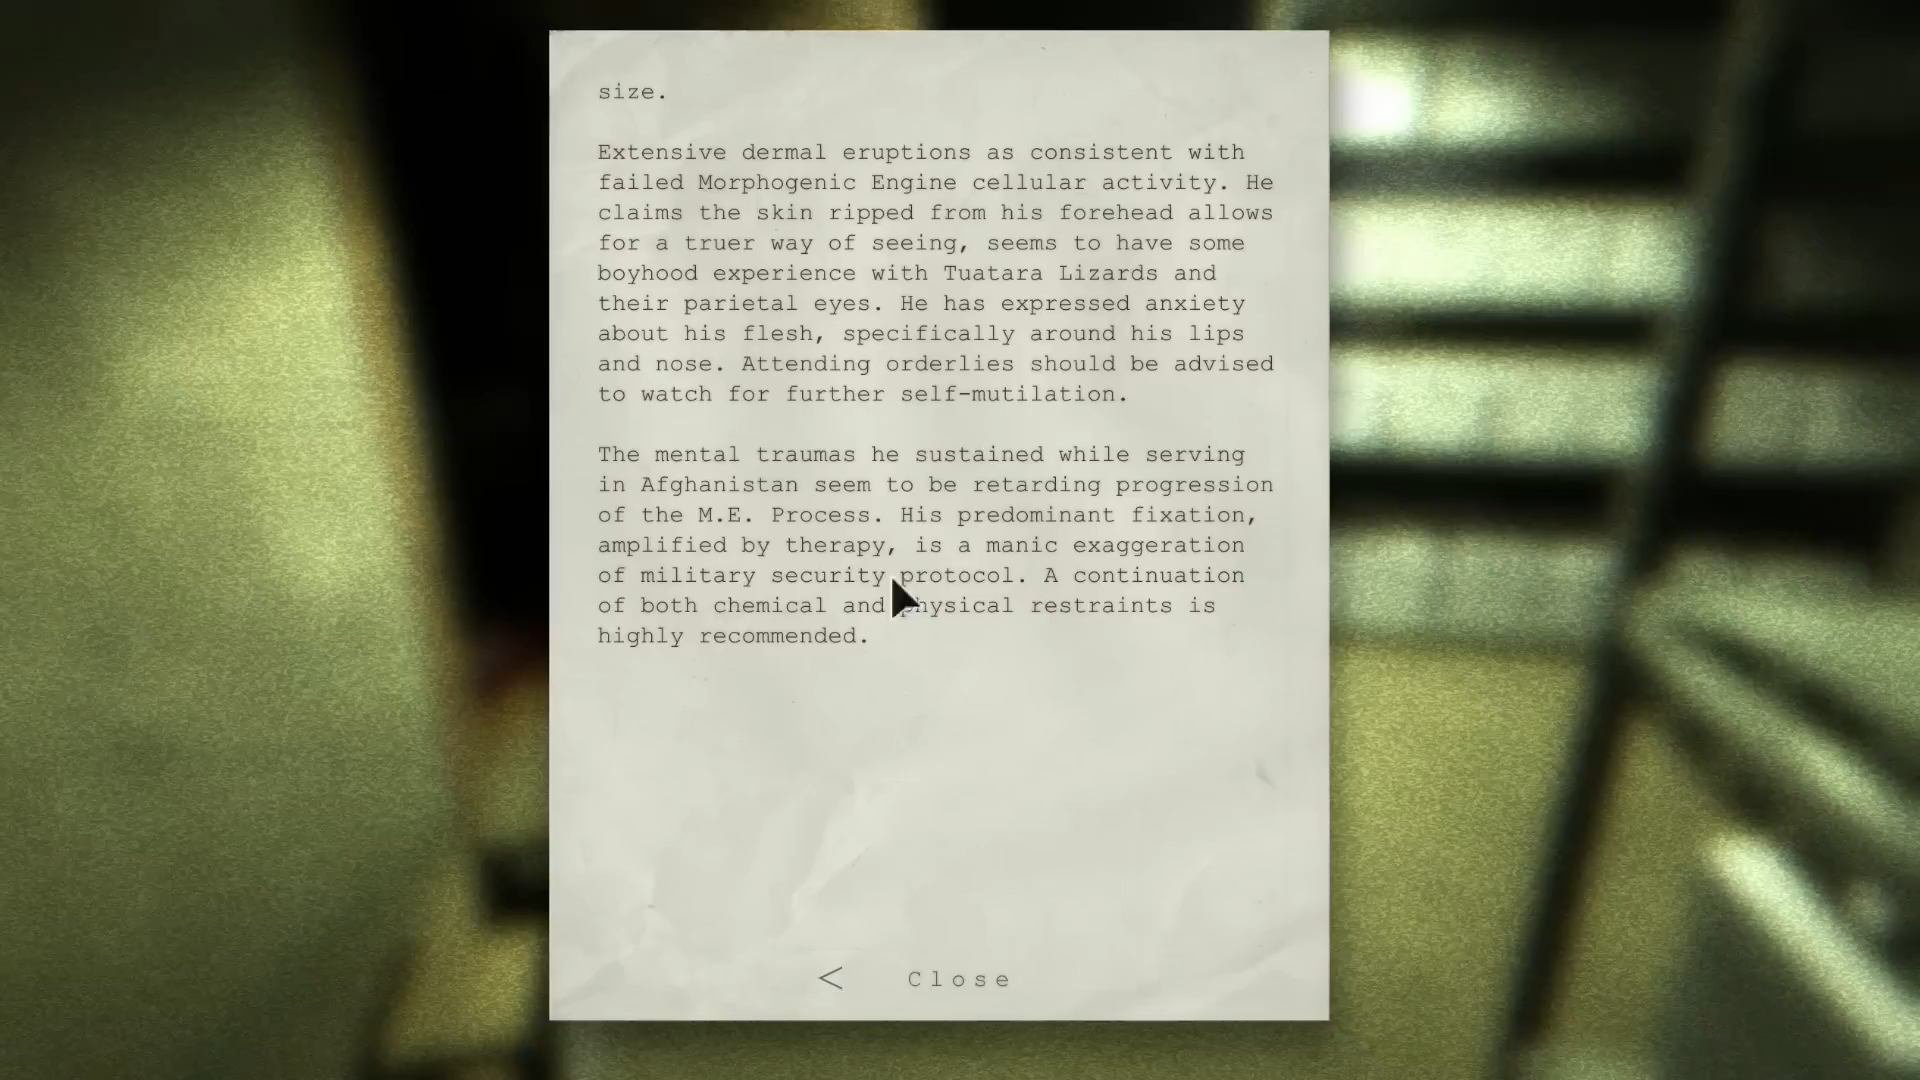 size.
Extensive dermal eruptions as consistent with
failed Morphogenic Engine cellular activity. He
claims the skin ripped from his forehead allows
for a truer way of seeing, seems to have some
boyhood experience with Tuatara Lizards and
their parietal eyes. He has expressed anxiety
about his flesh, specifically around his lips
and nose. Attending orderlies should be advised
to watch for further self-mutilation.
The mental traumas he sustained while serving
in Afghanistan seem to be retarding progression
of the M.E. Process. His predominant fixation,
amplified by therapy, is a manic exaggeration
of military security protocol. A continuation
of both chemical and physical restraints is
highly recommended.
< Close